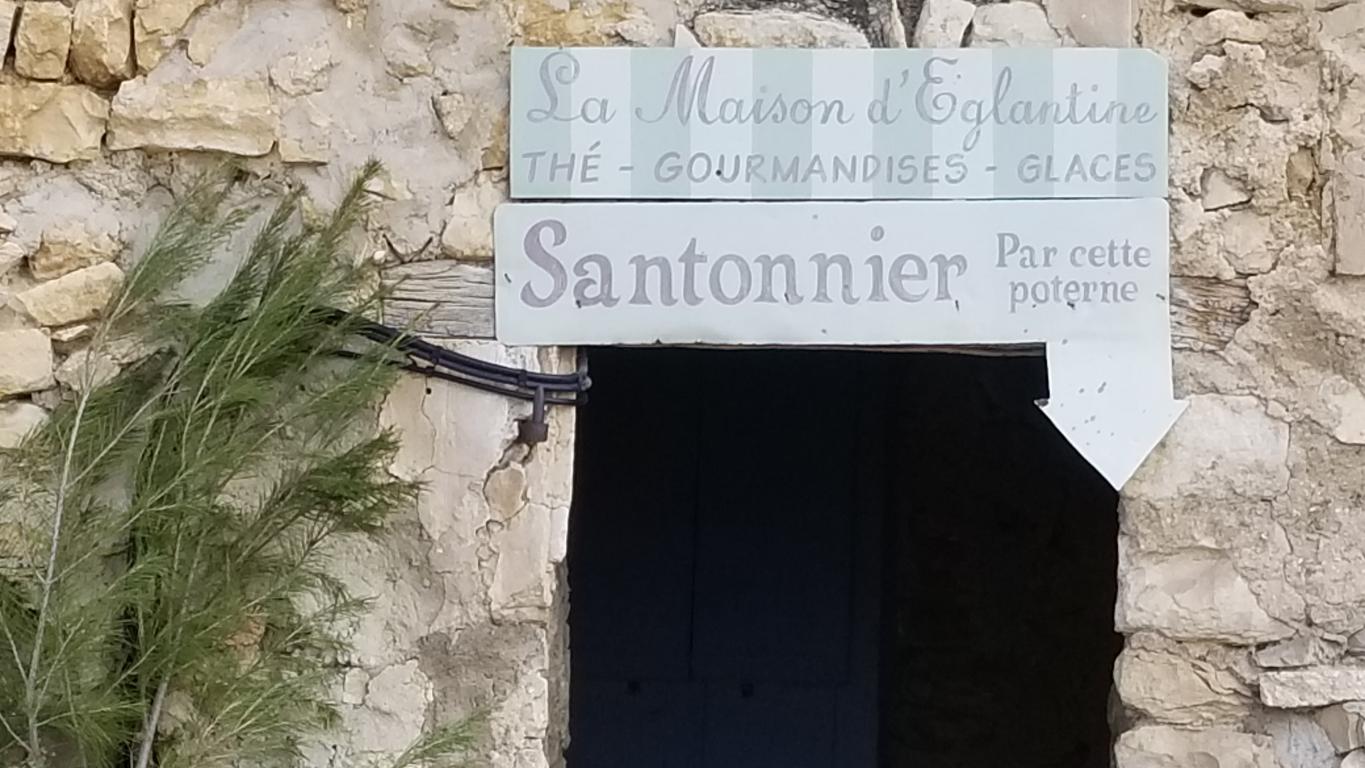 La Maison d'Eglantine
THÉ - GOURMANDISES - GLACES
Santonnier
Par cette
poterne